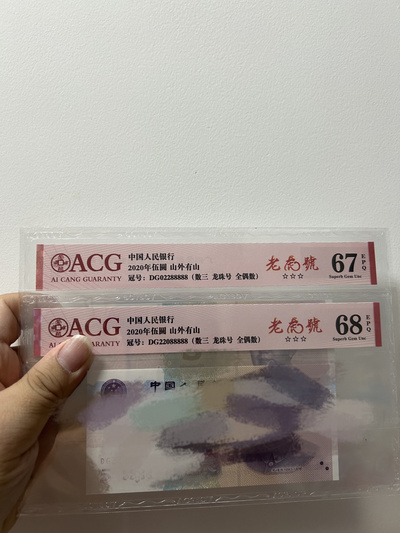 ACG
AI CANG GUARANTY
中国人民银行
2020年伍圆 山外有山
冠号：DG02288888（数三 龙珠号 全偶数）
老商號
☆☆☆
67
EPQ
Superb Gem Unc
ACG
AI CANG GUARANTY
中国人民银行
2020年伍圆 山外有山
冠号：DG22088888（数三 龙珠号 全偶数）
老商號
☆☆☆
68
EPQ
Superb Gem Unc
中国人